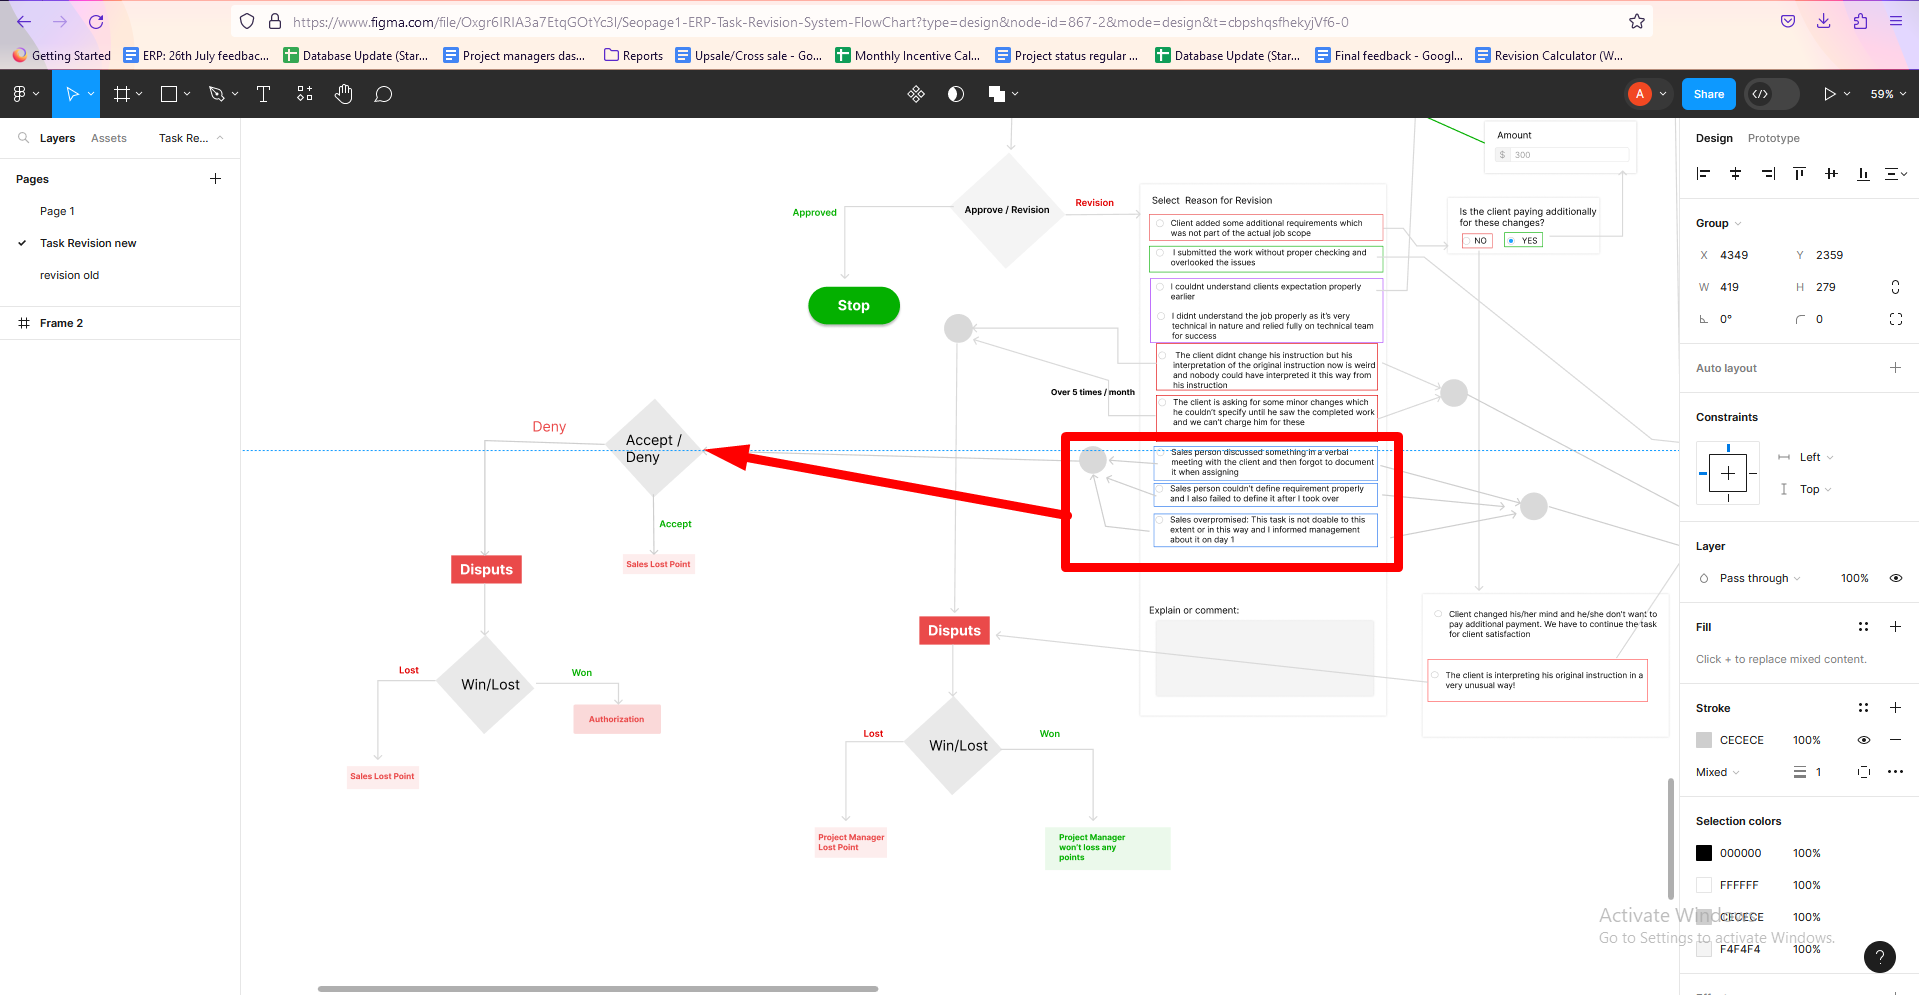 https://www.figma.com/file/Oxgr6IRIA3a7EtqGOtYc3I/Seopage1-ERP-Task-Revision-System-FlowChart?type=design&node-id=867-2&mode=design&t=cbpshqsfhekyjVf6-0
Getting Started
ERP: 26th July feedbac...
Database Update (Star...
Project managers das...
Reports
Upsale/Cross sale - Go...
Monthly Incentive Cal...
Project status regular ...
Database Update (Star...
Final feedback - Googl...
Revision Calculator (W...
A
Share
59%
Layers
Assets
Task Re...
Pages
Page 1
Task Revision new
revision old
Frame 2
Approve / Revision
Approved
Revision
Stop
Select Reason for Revision
Client added some additional requirements which
was not part of the actual job scope
I submitted the work without proper checking and
overlooked the issues
I couldnt understand clients expectation properly
earlier
I didnt understand the job properly as it's very
technical in nature and relied fully on technical team
for success
The client didnt change his instruction but his
interpretation of the original instruction now is weird
and nobody could have interpreted it this way from
his instruction
The client is asking for some minor changes which
he couldn't specify until he saw the completed work
and we can't charge him for these
Sales person discussed something in a verbal
meeting with the client and then forgot to document
it when assigning
Sales person couldn't define requirement properly
and I also failed to define it after I took over
Sales overpromised: This task is not doable to this
extent or in this way and I informed management
about it on day 1
Explain or comment:
Over 5 times / month
Amount
$ 300
Is the client paying additionally
for these changes?
NO
YES
Client changed his/her mind and he/she don't want to
pay additional payment. We have to continue the task
for client satisfaction
The client is interpreting his original instruction in a
very unusual way!
Deny
Accept /
Deny
Accept
Sales Lost Point
Disputs
Win/Lost
Lost
Won
Authorization
Sales Lost Point
Disputs
Win/Lost
Lost
Won
Project Manager
Lost Point
Project Manager
won't loss any
points
Design
Prototype
Group
X 4349
Y 2359
W 419
H 279
0°
0
Auto layout
Constraints
Left
Top
Layer
Pass through
100%
Fill
Click + to replace mixed content.
Stroke
CECECE 100%
Mixed
1
Selection colors
000000 100%
FFFFFF 100%
CECECE 100%
F4F4F4 100%
Activate Windows
Go to Settings to activate Windows.
?